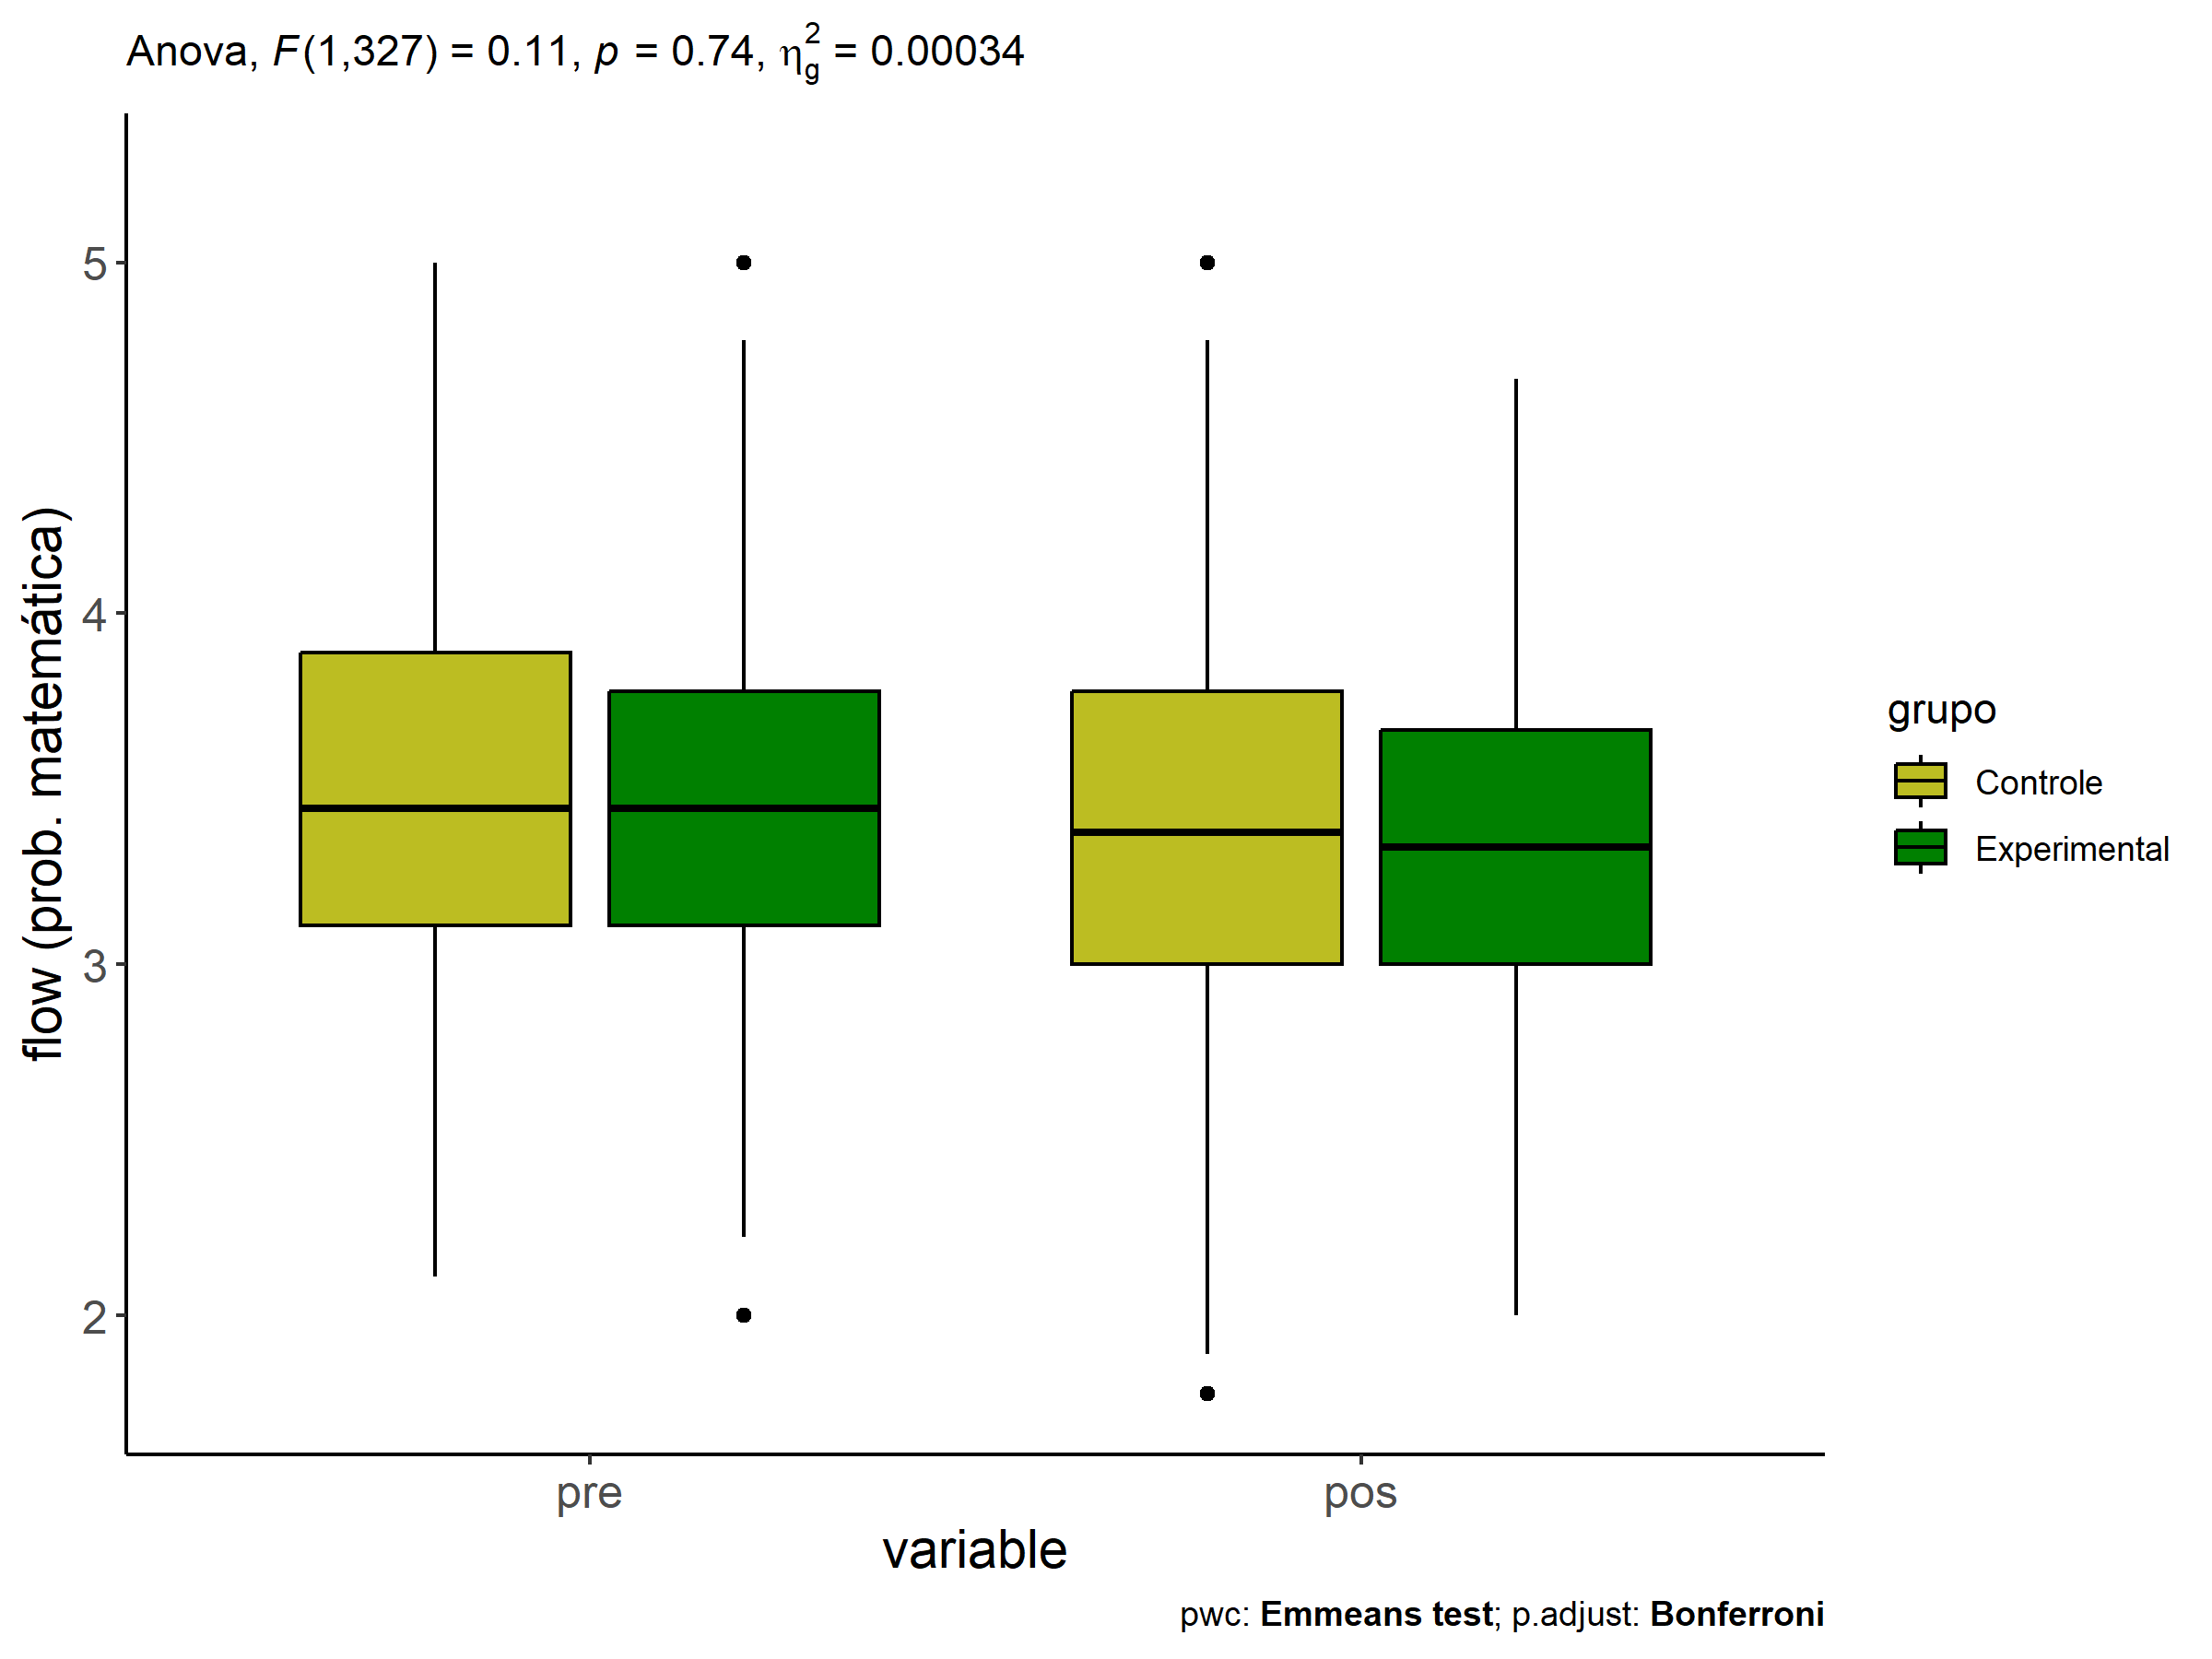 Anova, F(1,327) = 0.11, p = 0.74, η²g = 0.00034
flow (prob. matemática)
5
4
3
2
pre
pos
variable
grupo
Controle
Experimental
pwc: Emmeans test; p.adjust: Bonferroni